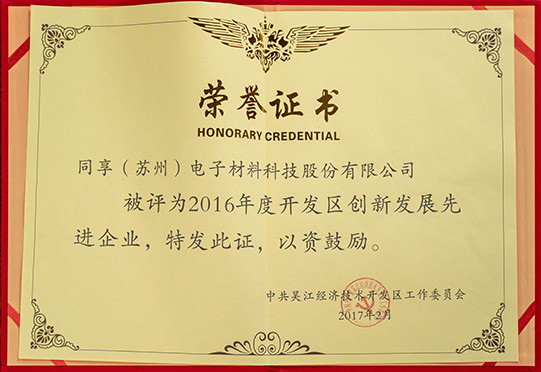 荣誉证书
HONORARY CREDENTIAL
同享（苏州）电子材料科技股份有限公司
被评为2016年度开发区创新发展先
进企业，特发此证，以资鼓励。
中共吴江经济技术开发区工作委员会
2017年2月